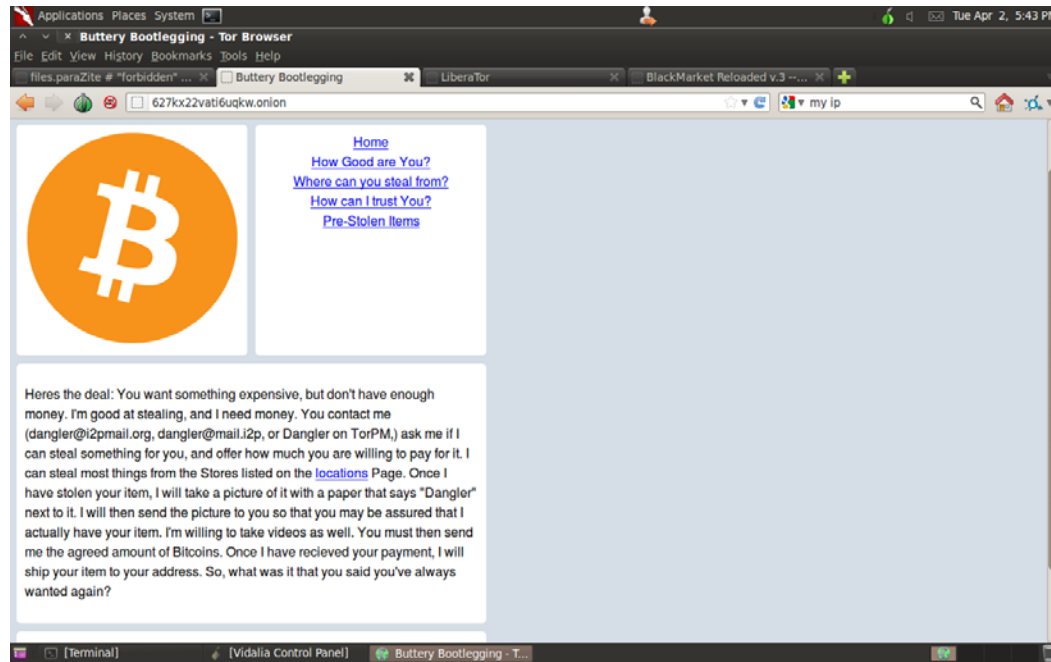 Applications Places System
Tue Apr 2, 5:43 PM
Buttery Bootlegging - Tor Browser
File Edit View History Bookmarks Tools Help
files.paraZite # "forbidden" ...
Buttery Bootlegging
LiberaTor
BlackMarket Reloaded v.3 --...
627kx22vati6uqkw.onion
my ip
Home
How Good are You?
Where can you steal from?
How can I trust You?
Pre-Stolen Items
Heres the deal: You want something expensive, but don't have enough
money. I'm good at stealing, and I need money. You contact me
(dangler@i2pmail.org, dangler@mail.i2p, or Dangler on TorPM,) ask me if I
can steal something for you, and offer how much you are willing to pay for it. I
can steal most things from the Stores listed on the locations Page. Once I
have stolen your item, I will take a picture of it with a paper that says "Dangler"
next to it. I will then send the picture to you so that you may be assured that I
actually have your item. I'm willing to take videos as well. You must then send
me the agreed amount of Bitcoins. Once I have recieved your payment, I will
ship your item to your address. So, what was it that you said you've always
wanted again?
[Terminal]
[Vidalia Control Panel]
Buttery Bootlegging - T...